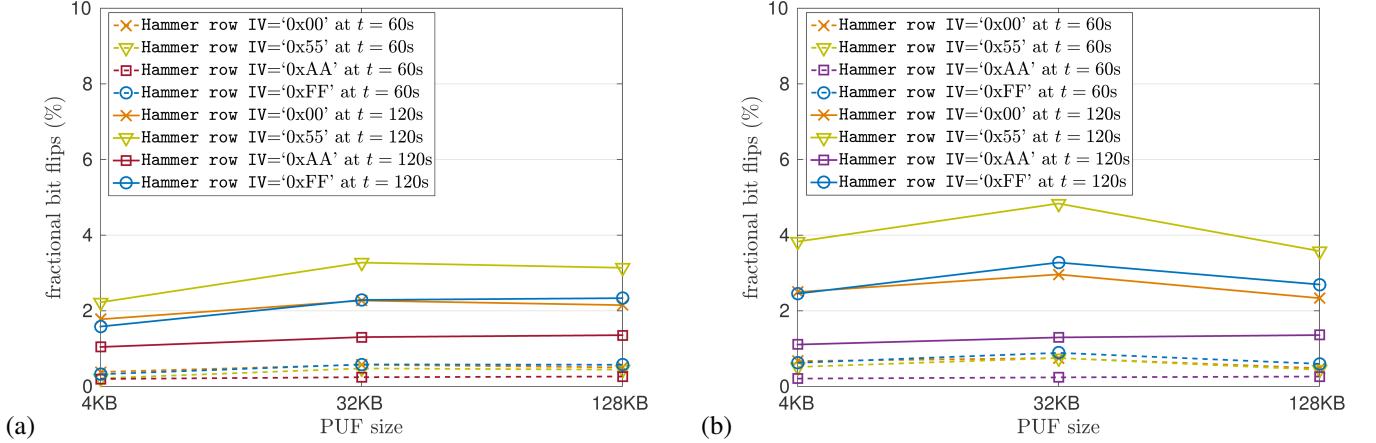 10
8
6
4
2
0
fractional bit flips (%)
Hammer row IV=‘0x00’ at t = 60s
Hammer row IV=‘0x55’ at t = 60s
Hammer row IV=‘0xAA’ at t = 60s
Hammer row IV=‘0xFF’ at t = 60s
Hammer row IV=‘0x00’ at t = 120s
Hammer row IV=‘0x55’ at t = 120s
Hammer row IV=‘0xAA’ at t = 120s
Hammer row IV=‘0xFF’ at t = 120s
4KB 32KB 128KB
PUF size
(a)
10
8
6
4
2
0
fractional bit flips (%)
Hammer row IV=‘0x00’ at t = 60s
Hammer row IV=‘0x55’ at t = 60s
Hammer row IV=‘0xAA’ at t = 60s
Hammer row IV=‘0xFF’ at t = 60s
Hammer row IV=‘0x00’ at t = 120s
Hammer row IV=‘0x55’ at t = 120s
Hammer row IV=‘0xAA’ at t = 120s
Hammer row IV=‘0xFF’ at t = 120s
4KB 32KB 128KB
PUF size
(b)